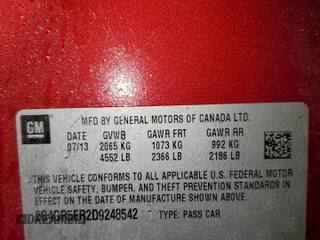 GM
MFD BY GENERAL MOTORS OF CANADA LTD.
DATE GVWR GAWR FRT GAWR RR
07/13 2065 KG 1073 KG 992 KG
4552 LB 2366 LB 2186 LB
THIS VEHICLE CONFORMS TO ALL APPLICABLE U.S. FEDERAL MOTOR
VEHICLE SAFETY, BUMPER, AND THEFT PREVENTION STANDARDS IN
EFFECT ON THE DATE OF MANUFACTURE SHOWN ABOVE.
2G4GR5ER2D9248542 TYPE: PASS CAR